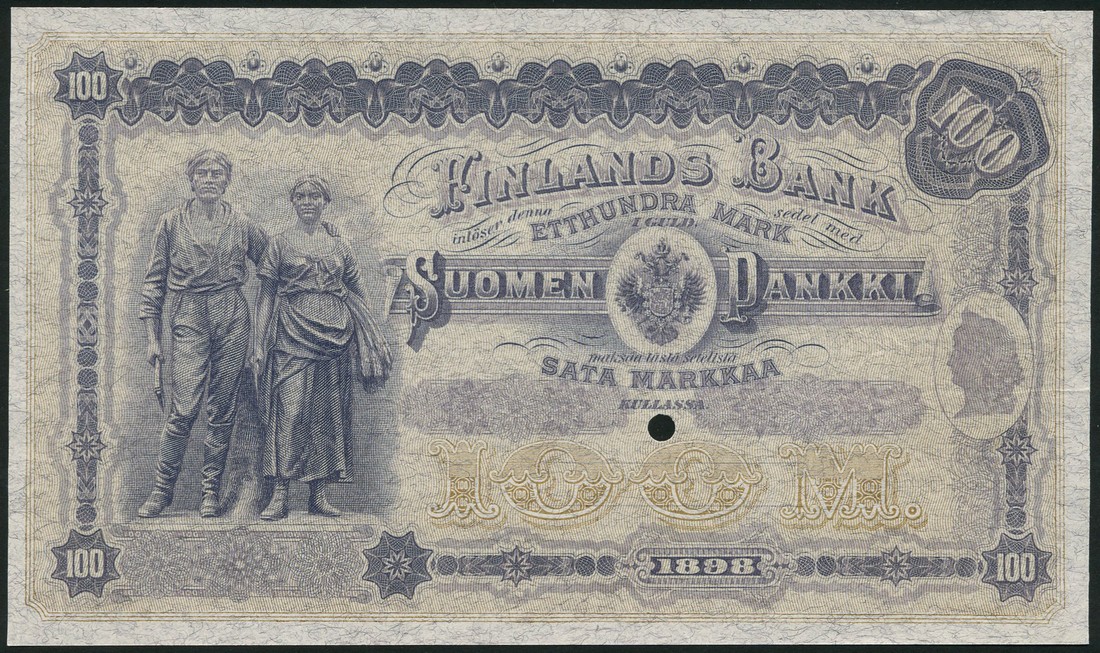 100
100
FINLANDS BANK
inlöser denna sedel med
ETTHUNDRA MARK
I GULD.
SUOMEN PANKKI
maksaa tästä setelistä
SATA MARKKAA
KULLASSA.
100 M.
100
1898
100